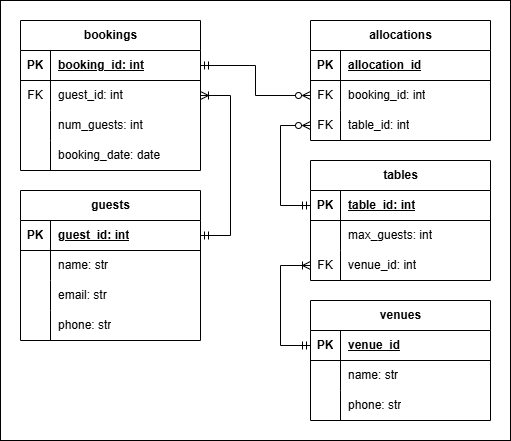 bookings
PK booking_id: int
FK guest_id: int
num_guests: int
booking_date: date
guests
PK guest_id: int
name: str
email: str
phone: str
allocations
PK allocation_id
FK booking_id: int
FK table_id: int
tables
PK table_id: int
max_guests: int
FK venue_id: int
venues
PK venue_id
name: str
phone: str